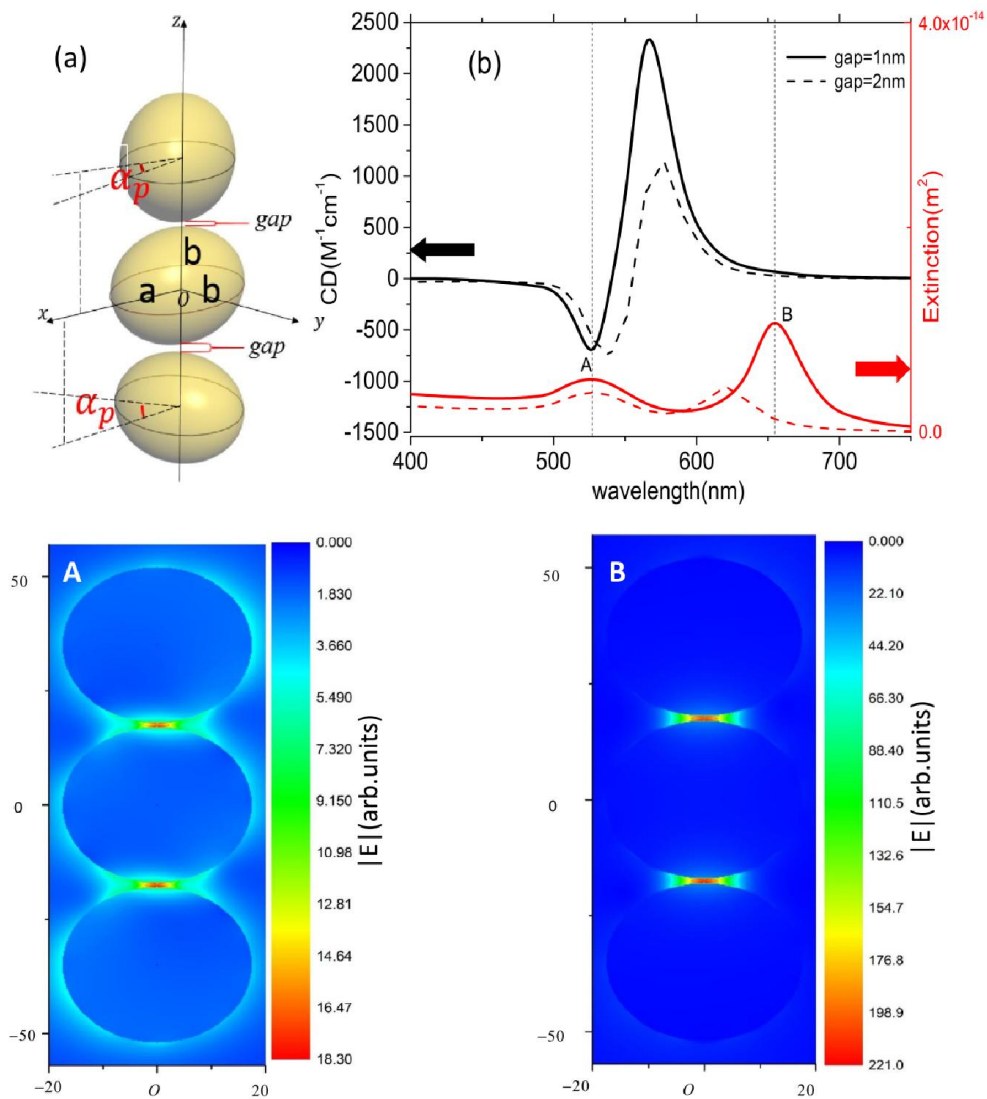 (a)
z
αp
gap
b
a
O
b
x
y
gap
αp
(b)
gap=1nm
gap=2nm
CD(M⁻¹cm⁻¹)
2500
2000
1500
1000
500
0
-500
-1000
-1500
A
B
4.0x10⁻¹⁴
Extinction(m²)
0.0
400 500 600 700
wavelength(nm)
A
50
0
−50
−20 O 20
0.000
1.830
3.660
5.490
7.320
9.150
10.98
12.81
14.64
16.47
18.30
|E| (arb.units)
B
50
0
−50
−20 O 20
0.000
22.10
44.20
66.30
88.40
110.5
132.6
154.7
176.8
198.9
221.0
|E| (arb.units)